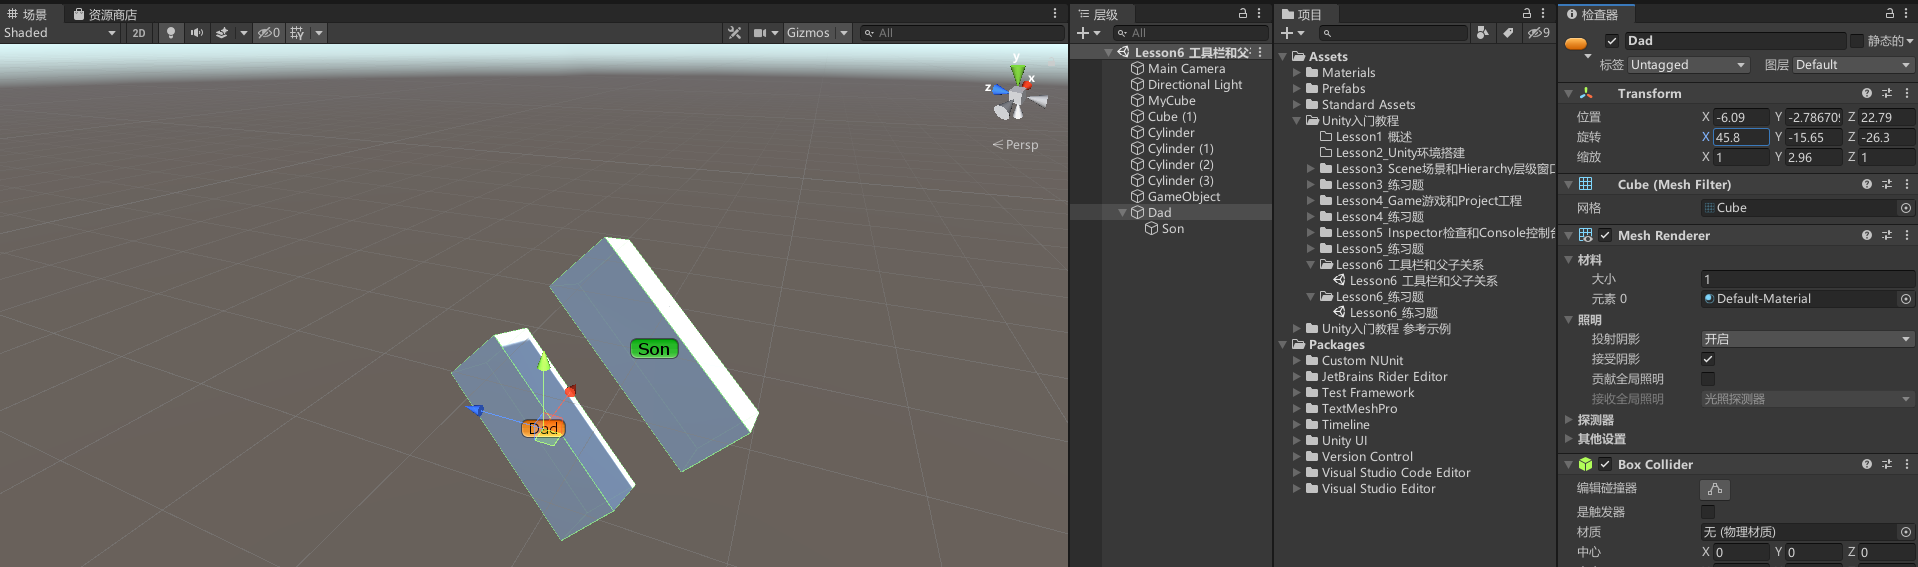 场景 资源商店
Shaded 2D 0 Gizmos All
y
x
z
Persp
Son
Dad
层级
All
Lesson6 工具栏和父
Main Camera
Directional Light
MyCube
Cube (1)
Cylinder
Cylinder (1)
Cylinder (2)
Cylinder (3)
GameObject
Dad
Son
项目
9
Assets
Materials
Prefabs
Standard Assets
Unity入门教程
Lesson1 概述
Lesson2_Unity环境搭建
Lesson3 Scene场景和Hierarchy层级窗口
Lesson3_练习题
Lesson4_Game游戏和Project工程
Lesson4_练习题
Lesson5 Inspector检查和Console控制台
Lesson5_练习题
Lesson6 工具栏和父子关系
Lesson6 工具栏和父子关系
Lesson6_练习题
Lesson6_练习题
Unity入门教程 参考示例
Packages
Custom NUnit
JetBrains Rider Editor
Test Framework
TextMeshPro
Timeline
Unity UI
Version Control
Visual Studio Code Editor
Visual Studio Editor
检查器
Dad 静态的
标签 Untagged 图层 Default
Transform
位置 X -6.09 Y -2.786709 Z 22.79
旋转 X 45.8 Y -15.65 Z -26.3
缩放 X 1 Y 2.96 Z 1
Cube (Mesh Filter)
网格 Cube
Mesh Renderer
材料
大小 1
元素 0 Default-Material
照明
投射阴影 开启
接受阴影
贡献全局照明
接收全局照明 光照探测器
探测器
其他设置
Box Collider
编辑碰撞器
是触发器
材质 无 (物理材质)
中心 X 0 Y 0 Z 0